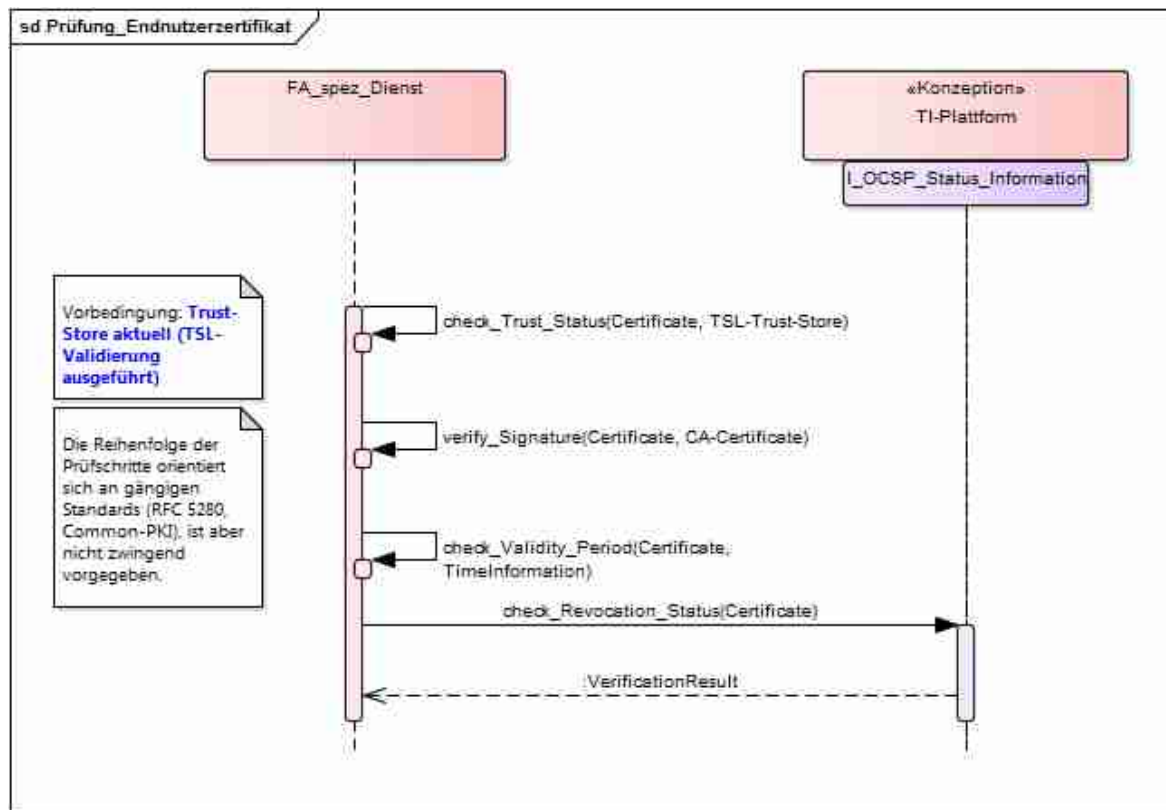 sd Prüfung_Endnutzerzertifikat
FA_spez_Dienst
«Konzeption»
TI-Plattform
I_OCSP_Status_Information
Vorbedingung: Trust-
Store aktuell (TSL-
Validierung
ausgeführt)
check_Trust_Status(Certificate, TSL-Trust-Store)
Die Reihenfolge der
Prüfschritte orientiert
sich an gängigen
Standards (RFC 5280,
Common-PKI), ist aber
nicht zwingend
vorgegeben.
verify_Signature(Certificate, CA-Certificate)
check_Validity_Period(Certificate,
TimeInformation)
check_Revocation_Status(Certificate)
:VerificationResult